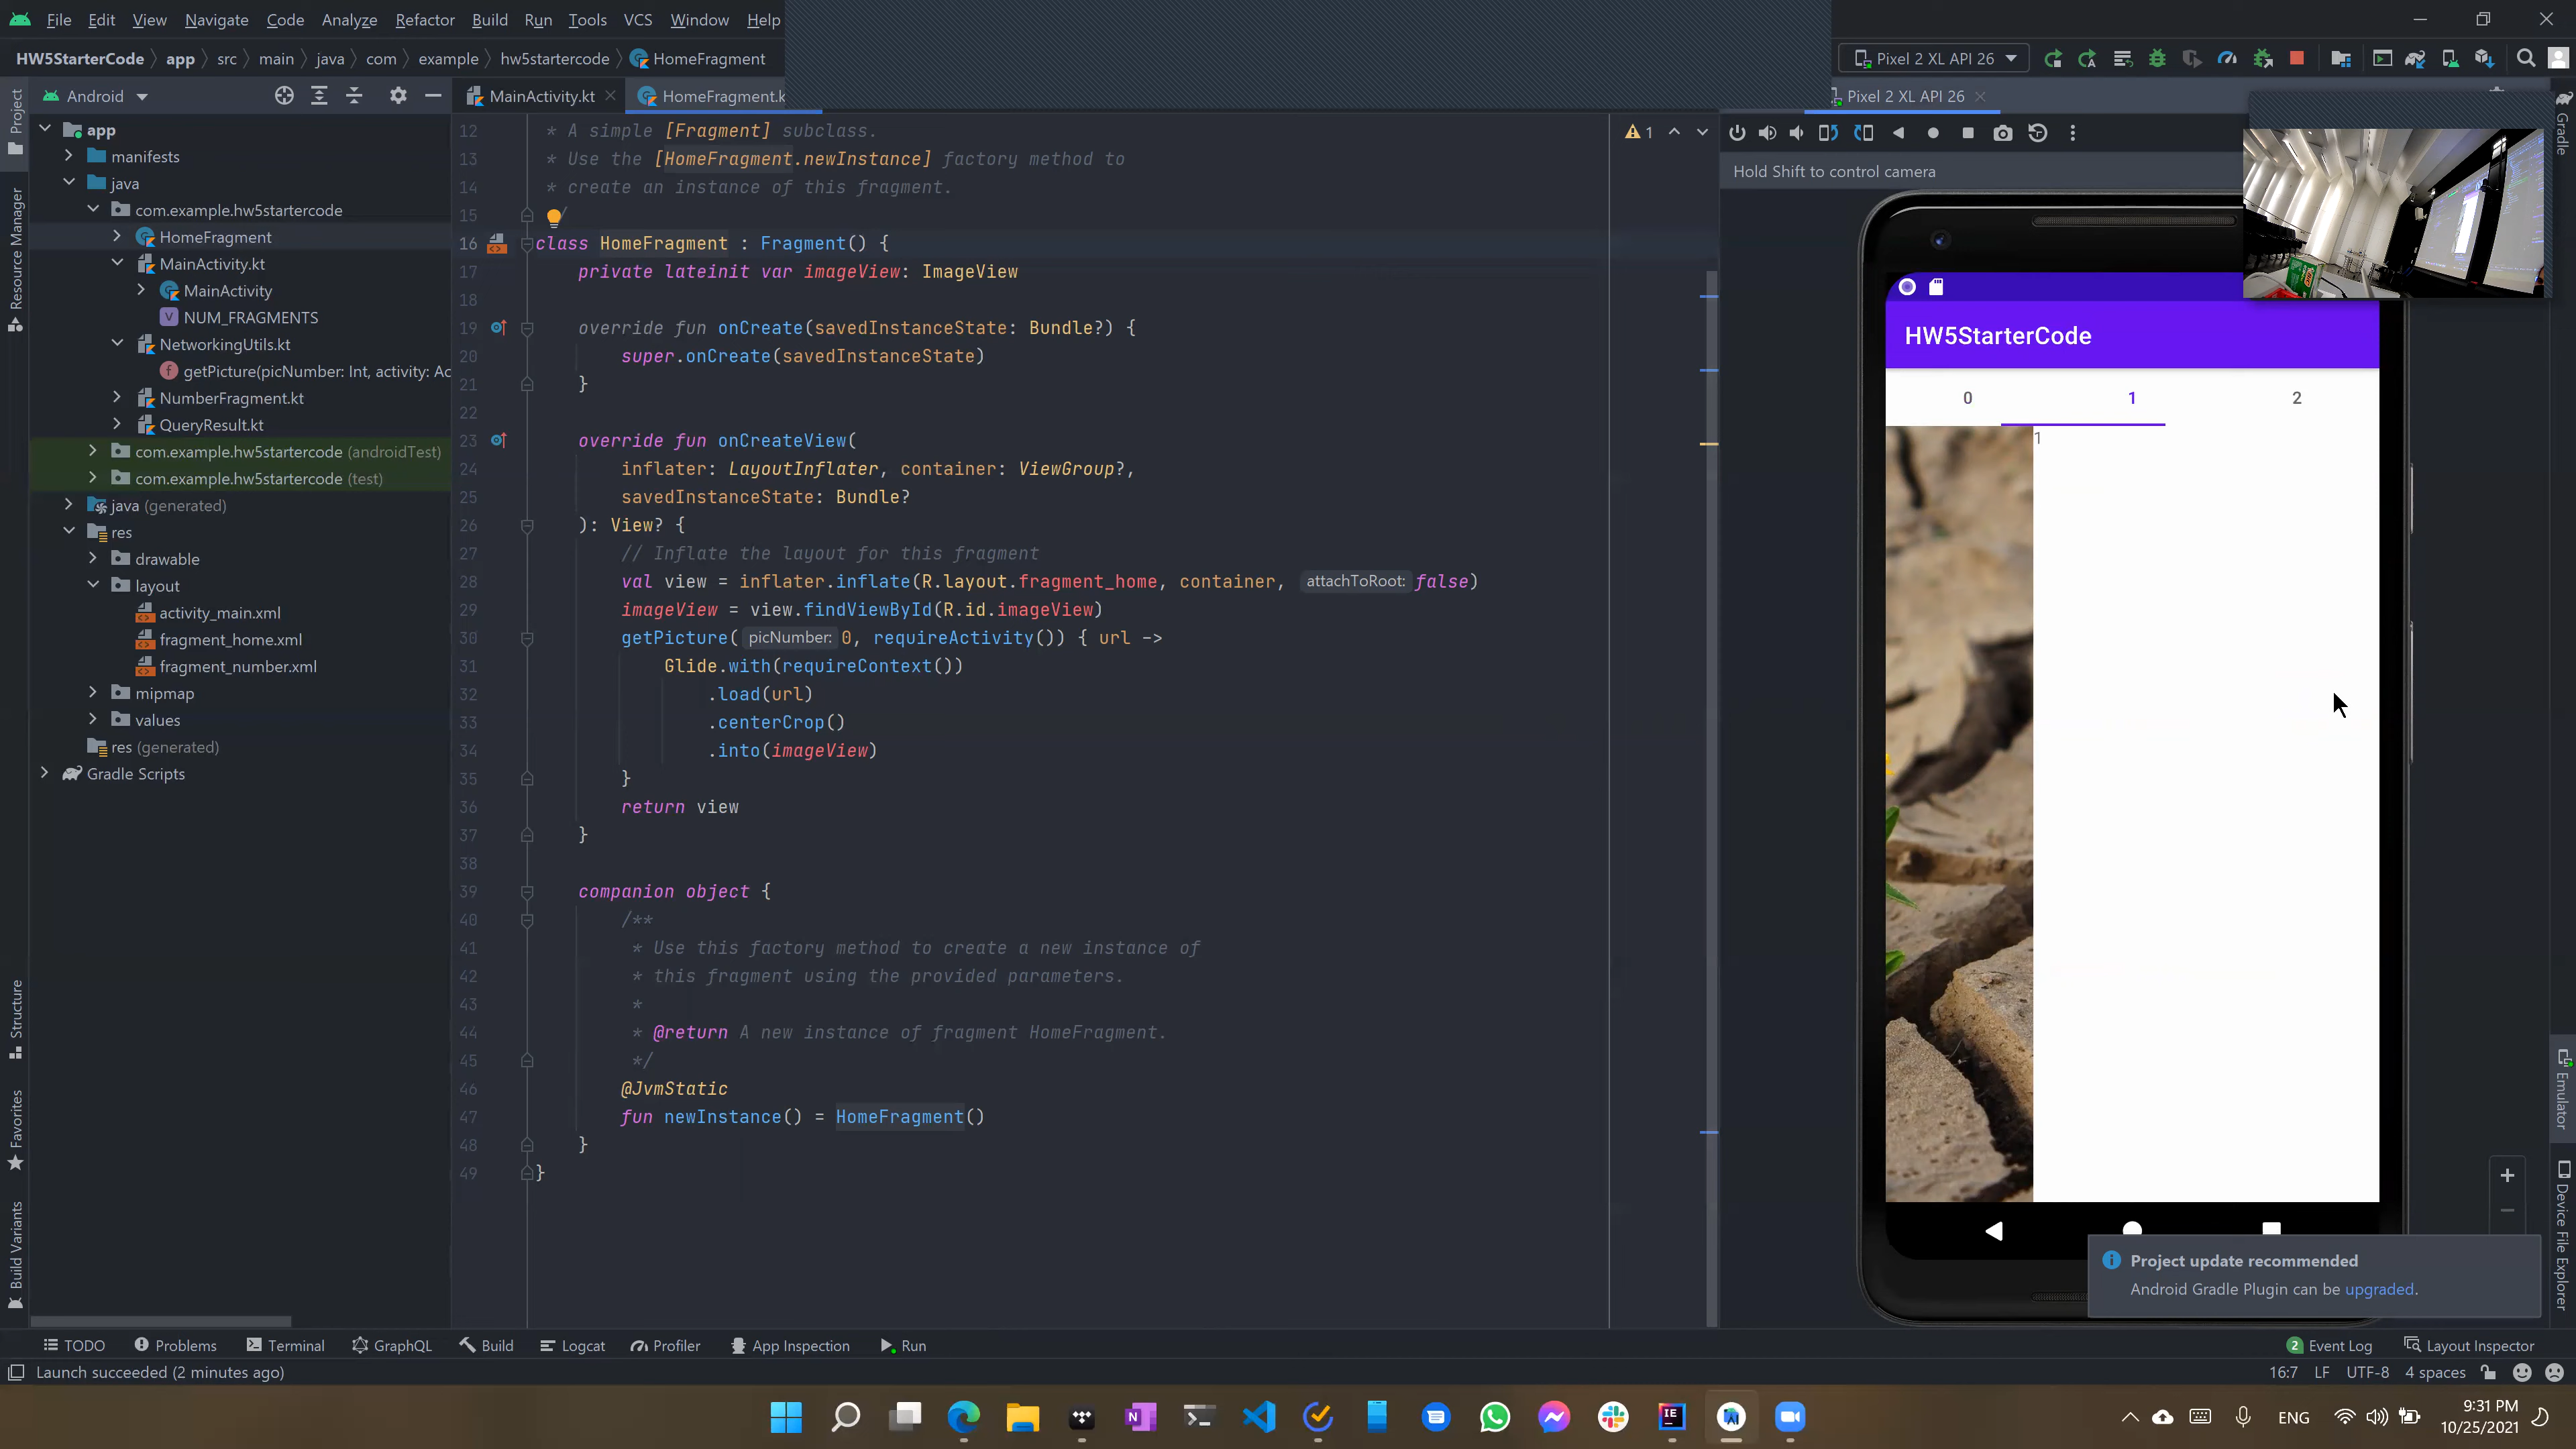 File Edit View Navigate Code Analyze Refactor Build Run Tools VCS Window Help
HW5StarterCode app src main java com example hw5startercode HomeFragment
Pixel 2 XL API 26
Android
MainActivity.kt
HomeFragment.k
Pixel 2 XL API 26
Project
Resource Manager
Structure
Favorites
Build Variants
app
manifests
java
com.example.hw5startercode
HomeFragment
MainActivity.kt
MainActivity
NUM_FRAGMENTS
NetworkingUtils.kt
getPicture(picNumber: Int, activity: Ac
NumberFragment.kt
QueryResult.kt
com.example.hw5startercode (androidTest)
com.example.hw5startercode (test)
java (generated)
res
drawable
layout
activity_main.xml
fragment_home.xml
fragment_number.xml
mipmap
values
res (generated)
Gradle Scripts
1
12 * A simple [Fragment] subclass.
13 * Use the [HomeFragment.newInstance] factory method to
14 * create an instance of this fragment.
15 /
16 class HomeFragment : Fragment() {
17 private lateinit var imageView: ImageView
18
19 override fun onCreate(savedInstanceState: Bundle?) {
20 super.onCreate(savedInstanceState)
21 }
22
23 override fun onCreateView(
24 inflater: LayoutInflater, container: ViewGroup?,
25 savedInstanceState: Bundle?
26 ): View? {
27 // Inflate the layout for this fragment
28 val view = inflater.inflate(R.layout.fragment_home, container, attachToRoot: false)
29 imageView = view.findViewById(R.id.imageView)
30 getPicture( picNumber: 0, requireActivity()) { url ->
31 Glide.with(requireContext())
32 .load(url)
33 .centerCrop()
34 .into(imageView)
35 }
36 return view
37 }
38
39 companion object {
40 /**
41 * Use this factory method to create a new instance of
42 * this fragment using the provided parameters.
43 *
44 * @return A new instance of fragment HomeFragment.
45 */
46 @JvmStatic
47 fun newInstance() = HomeFragment()
48 }
49 }
Hold Shift to control camera
HW5StarterCode
0 1 2
1
Project update recommended
Android Gradle Plugin can be upgraded.
Gradle
Emulator
Device File Explorer
TODO Problems Terminal GraphQL Build Logcat Profiler App Inspection Run
2 Event Log Layout Inspector
Launch succeeded (2 minutes ago)
16:7 LF UTF-8 4 spaces
ENG
9:31 PM
10/25/2021